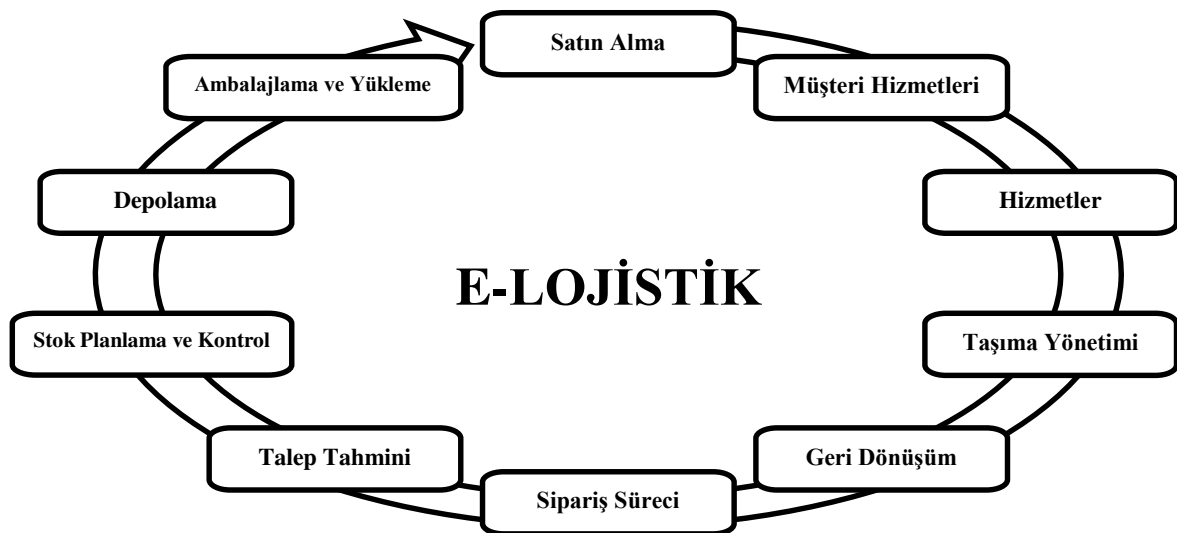 Satın Alma
Ambalajlama ve Yükleme
Müşteri Hizmetleri
Depolama
Hizmetler
E-LOJİSTİK
Stok Planlama ve Kontrol
Taşıma Yönetimi
Talep Tahmini
Geri Dönüşüm
Sipariş Süreci